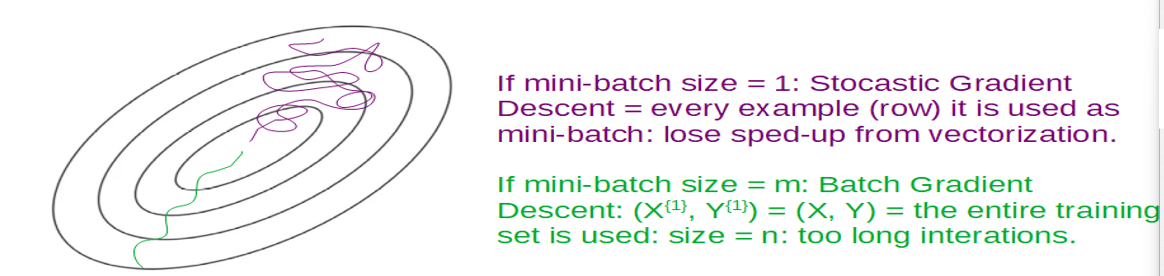 If mini-batch size = 1: Stocastic Gradient
Descent = every example (row) it is used as
mini-batch: lose sped-up from vectorization.
If mini-batch size = m: Batch Gradient
Descent: (X{1}, Y{1}) = (X, Y) = the entire training
set is used: size = n: too long interations.